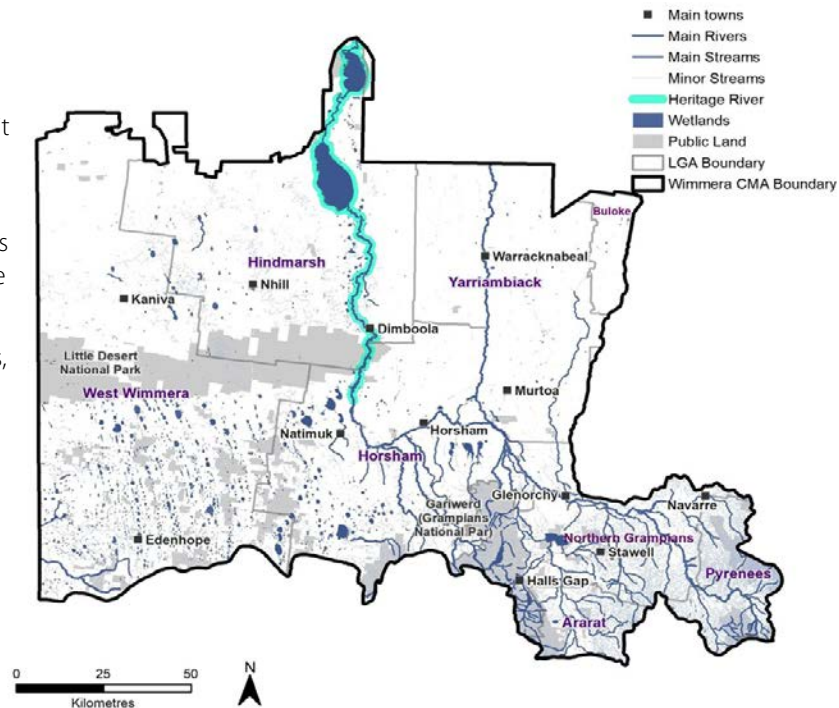 t
s
e
s,
Main towns
Main Rivers
Main Streams
Minor Streams
Heritage River
Wetlands
Public Land
LGA Boundary
Wimmera CMA Boundary
Buloke
Warracknabeal
Hindmarsh
Yarriambiack
Nhill
Kaniva
Dimboola
Little Desert
National Park
West Wimmera
Murtoa
Natimuk
Horsham
Horsham
Glenorchy
Navarre
Gariwerd
(Grampians
National Par)
Northern Grampians
Stawell
Edenhope
Pyrenees
Halls Gap
Ararat
0 25 50
Kilometres
N